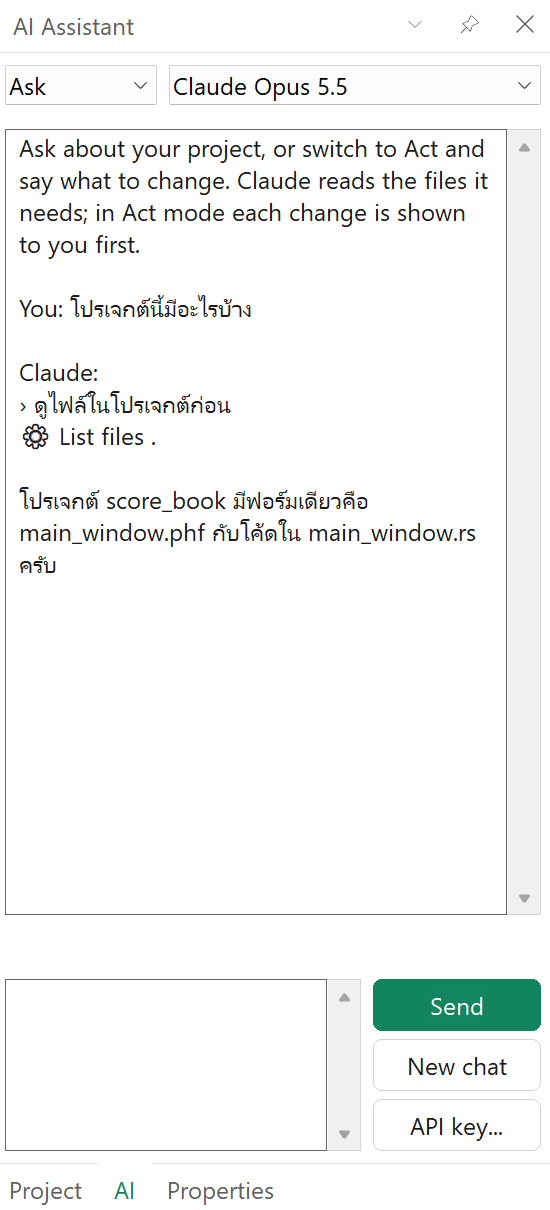 AI Assistant
Ask
Claude Opus 5.5
Ask about your project, or switch to Act and
say what to change. Claude reads the files it
needs; in Act mode each change is shown
to you first.
You: โปรเจกต์นี้มีอะไรบ้าง
Claude:
› ดูไฟล์ในโปรเจกต์ก่อน
List files .
โปรเจกต์ score_book มีฟอร์มเดียวคือ
main_window.phf กับโค้ดใน main_window.rs
ครับ
Send
New chat
API key...
Project AI Properties